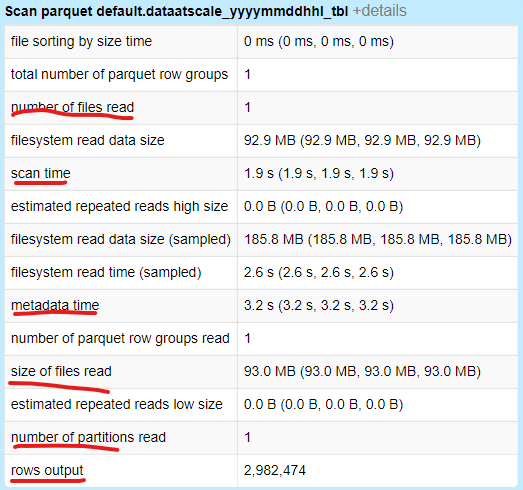 Scan parquet default.dataatscale_yyyymmddhhl_tbl +details
file sorting by size time 0 ms (0 ms, 0 ms, 0 ms)
total number of parquet row groups 1
number of files read 1
filesystem read data size 92.9 MB (92.9 MB, 92.9 MB, 92.9 MB)
scan time 1.9 s (1.9 s, 1.9 s, 1.9 s)
estimated repeated reads high size 0.0 B (0.0 B, 0.0 B, 0.0 B)
filesystem read data size (sampled) 185.8 MB (185.8 MB, 185.8 MB, 185.8 MB)
filesystem read time (sampled) 2.6 s (2.6 s, 2.6 s, 2.6 s)
metadata time 3.2 s (3.2 s, 3.2 s, 3.2 s)
number of parquet row groups read 1
size of files read 93.0 MB (93.0 MB, 93.0 MB, 93.0 MB)
estimated repeated reads low size 0.0 B (0.0 B, 0.0 B, 0.0 B)
number of partitions read 1
rows output 2,982,474